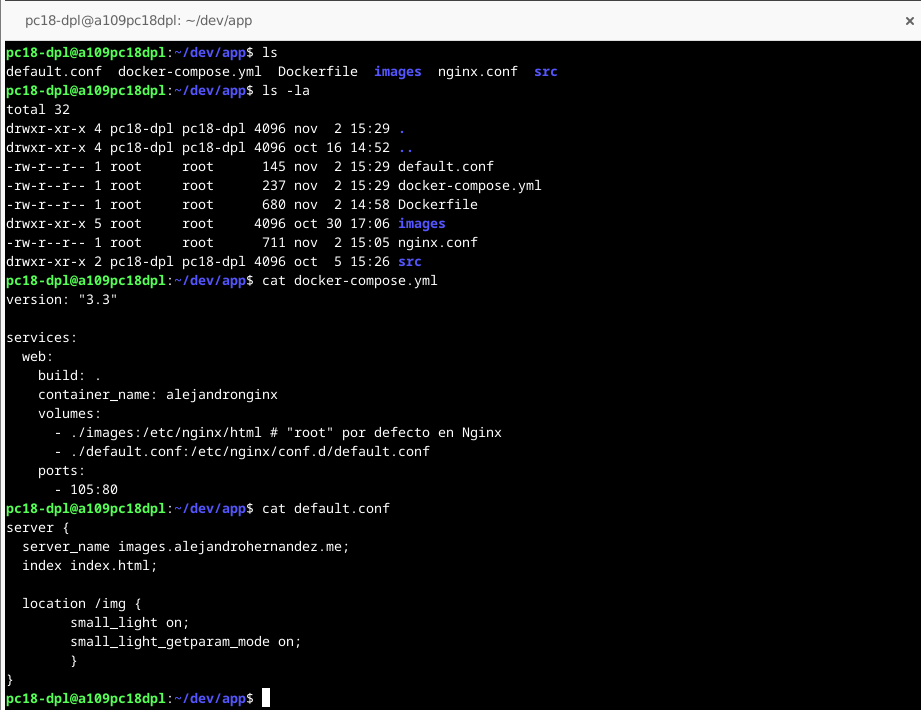 pc18-dpl@a109pc18dpl: ~/dev/app
pc18-dpl@a109pc18dpl:~/dev/app$ ls
default.conf  docker-compose.yml  Dockerfile  images  nginx.conf  src
pc18-dpl@a109pc18dpl:~/dev/app$ ls -la
total 32
drwxr-xr-x 4 pc18-dpl pc18-dpl 4096 nov  2 15:29 .
drwxr-xr-x 4 pc18-dpl pc18-dpl 4096 oct 16 14:52 ..
-rw-r--r-- 1 root     root      145 nov  2 15:29 default.conf
-rw-r--r-- 1 root     root      237 nov  2 15:29 docker-compose.yml
-rw-r--r-- 1 root     root      680 nov  2 14:58 Dockerfile
drwxr-xr-x 5 root     root     4096 oct 30 17:06 images
-rw-r--r-- 1 root     root      711 nov  2 15:05 nginx.conf
drwxr-xr-x 2 pc18-dpl pc18-dpl 4096 oct  5 15:26 src
pc18-dpl@a109pc18dpl:~/dev/app$ cat docker-compose.yml
version: "3.3"

services:
  web:
    build: .
    container_name: alejandronginx
    volumes:
      - ./images:/etc/nginx/html # "root" por defecto en Nginx
      - ./default.conf:/etc/nginx/conf.d/default.conf
    ports:
      - 105:80
pc18-dpl@a109pc18dpl:~/dev/app$ cat default.conf
server {
  server_name images.alejandrohernandez.me;
  index index.html;

  location /img {
        small_light on;
        small_light_getparam_mode on;
        }
}
pc18-dpl@a109pc18dpl:~/dev/app$